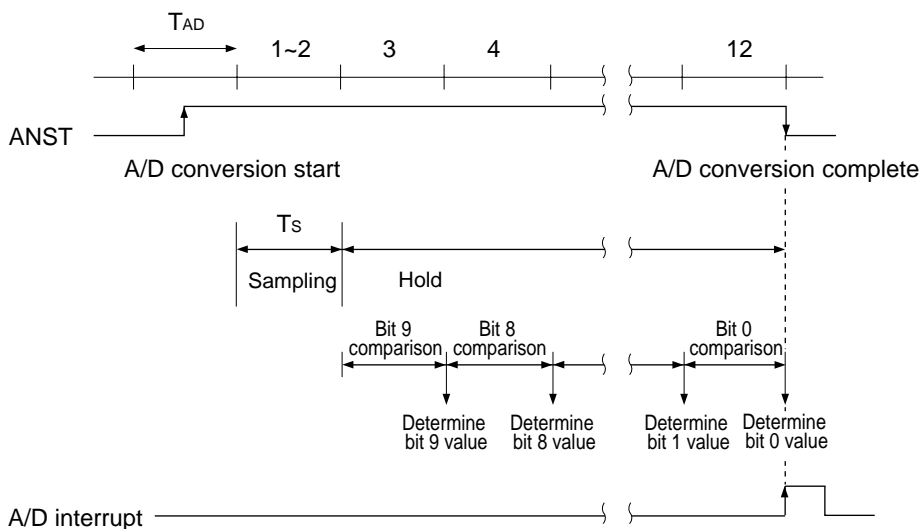 TAD
1~2 3 4 12
ANST
A/D conversion start A/D conversion complete
Ts
Sampling Hold
Bit 9 Bit 8 Bit 0
comparison comparison comparison
Determine Determine Determine Determine
bit 9 value bit 8 value bit 1 value bit 0 value
A/D interrupt